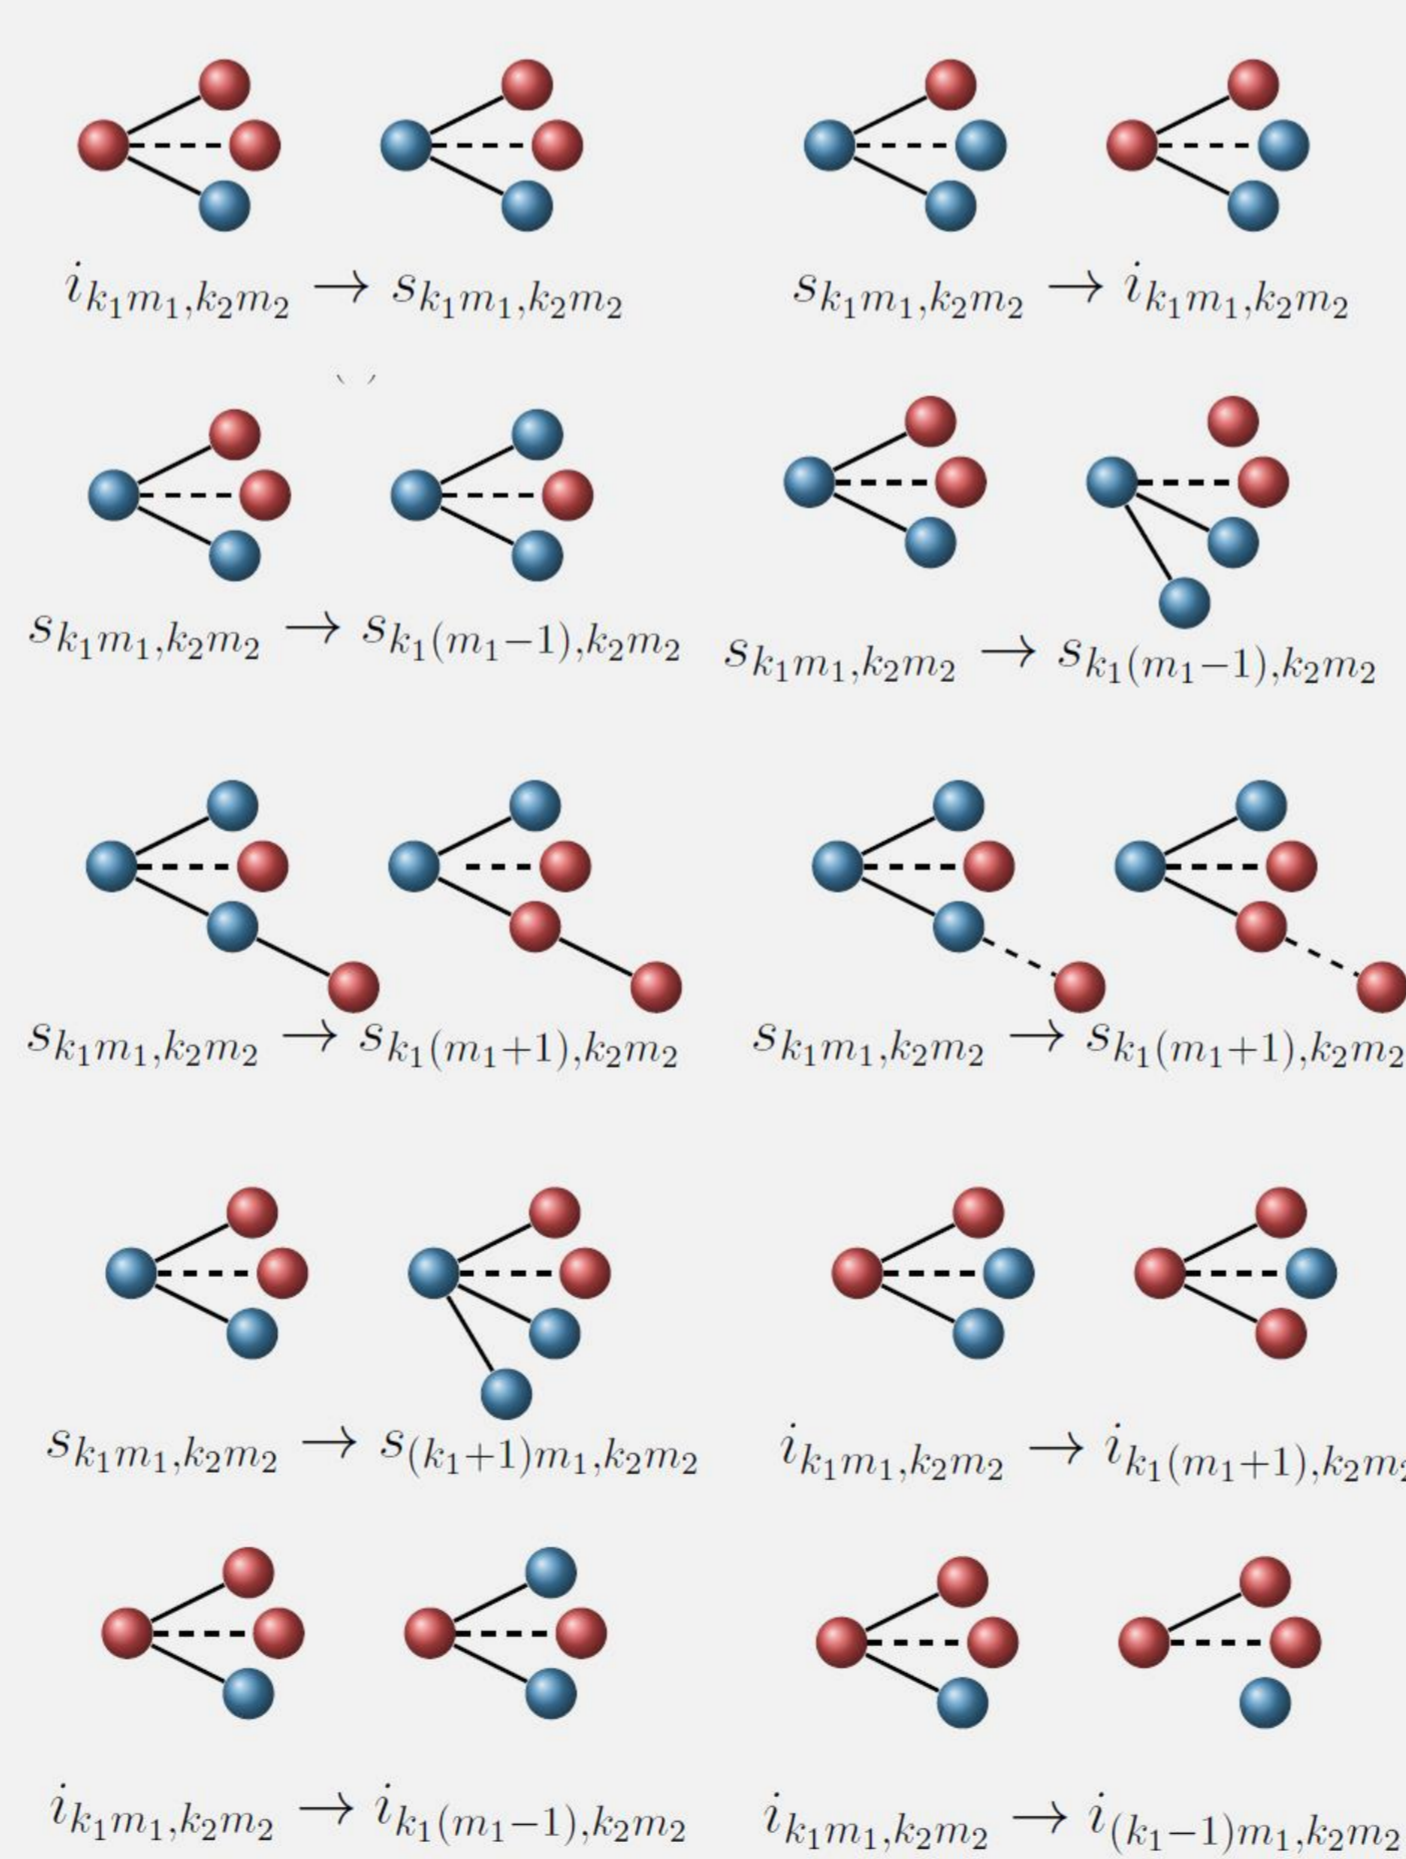 i_{k_1m_1,k_2m_2} → s_{k_1m_1,k_2m_2}
s_{k_1m_1,k_2m_2} → i_{k_1m_1,k_2m_2}
s_{k_1m_1,k_2m_2} → s_{k_1(m_1−1),k_2m_2}
s_{k_1m_1,k_2m_2} → s_{k_1(m_1−1),k_2m_2}
s_{k_1m_1,k_2m_2} → s_{k_1(m_1+1),k_2m_2}
s_{k_1m_1,k_2m_2} → s_{k_1(m_1+1),k_2m_2}
s_{k_1m_1,k_2m_2} → s_{(k_1+1)m_1,k_2m_2}
i_{k_1m_1,k_2m_2} → i_{k_1(m_1+1),k_2m_2}
i_{k_1m_1,k_2m_2} → i_{k_1(m_1−1),k_2m_2}
i_{k_1m_1,k_2m_2} → i_{(k_1−1)m_1,k_2m_2}